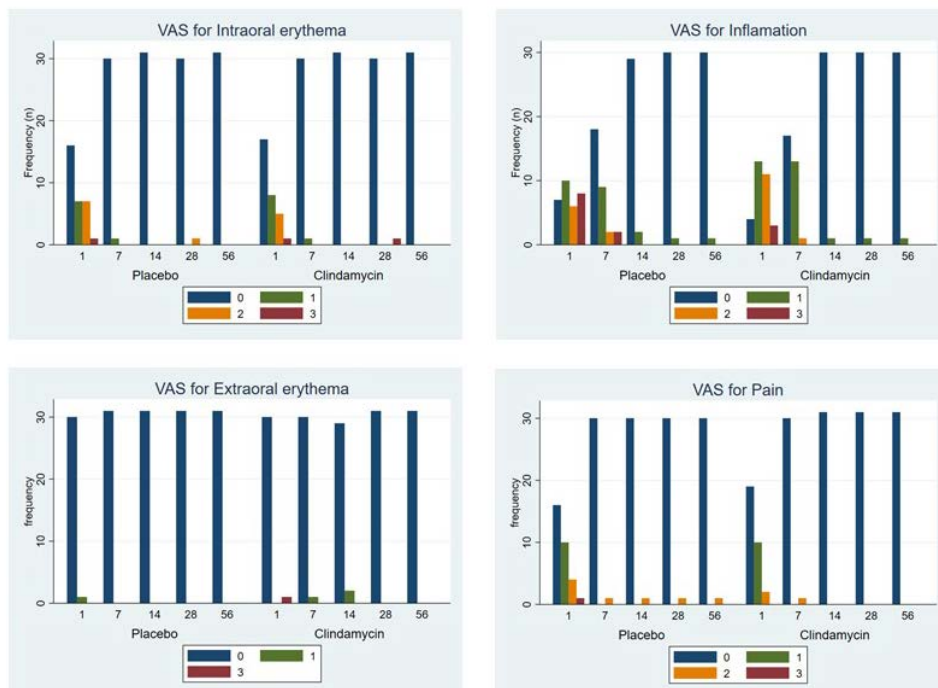 VAS for Intraoral erythema
Frequency (n)
30
20
10
0
1 7 14 28 56 1 7 14 28 56
Placebo Clindamycin
0 1
2 3
VAS for Inflamation
Frequency (n)
30
20
10
0
1 7 14 28 56 1 7 14 28 56
Placebo Clindamycin
0 1
2 3
VAS for Extraoral erythema
frequency
30
20
10
0
1 7 14 28 56 1 7 14 28 56
Placebo Clindamycin
0 1
3
VAS for Pain
frequency
30
20
10
0
1 7 14 28 56 1 7 14 28 56
Placebo Clindamycin
0 1
2 3